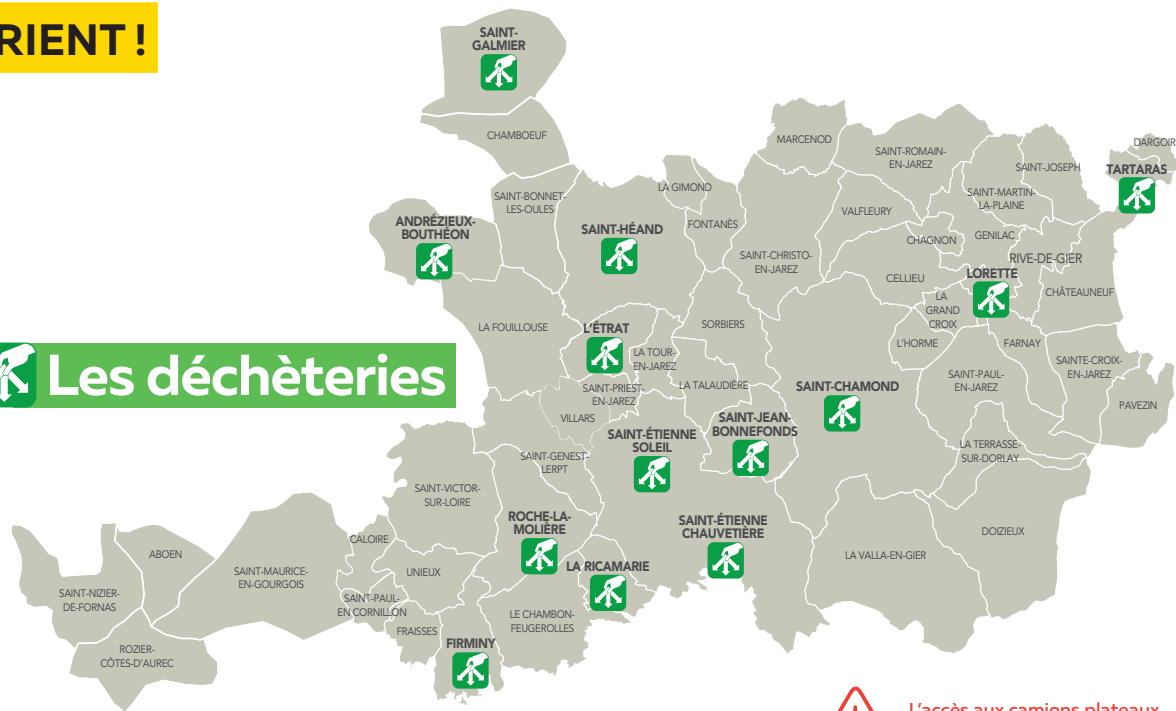 RIENT !
SAINT-
GALMIER
CHAMBOEUF
MARCENOD
SAINT-ROMAIN-
EN-JAREZ
DARGOIR
SAINT-JOSEPH
TARTARAS
LA GIMOND
SAINT-BONNET-
LES-OULES
SAINT-MARTIN-
LA-PLAINE
ANDRÉZIEUX-
BOUTHÉON
SAINT-HÉAND
FONTANÈS
VALFLEURY
CHAGNON
GENILAC
SAINT-CHRISTO-
EN-JAREZ
RIVE-DE-GIER
CELLIEU
LORETTE
CHÂTEAUNEUF
LA
GRAND
CROIX
LA FOUILLOUSE
L'ÉTRAT
SORBIERS
L'HORME
FARNAY
LA TOUR-
EN-JAREZ
SAINTE-CROIX-
EN-JAREZ
Les déchèteries
SAINT-PRIEST-
EN-JAREZ
LA TALAUDIÈRE
SAINT-CHAMOND
SAINT-PAUL-
EN-JAREZ
PAVEZIN
VILLARS
SAINT-JEAN-
BONNEFONDS
SAINT-ÉTIENNE
SOLEIL
LA TERRASSE-
SUR-DORLAY
SAINT-GENEST-
LERPT
SAINT-VICTOR-
SUR-LOIRE
ROCHE-LA-
MOLIÈRE
SAINT-ÉTIENNE
CHAUVETIÈRE
DOIZIEUX
CALOIRE
ABOEN
LA VALLA-EN-GIER
SAINT-MAURICE-
EN-GOURGOIS
UNIEUX
LA RICAMARIE
SAINT-NIZIER-
DE-FORNAS
SAINT-PAUL-
EN CORNILLON
LE CHAMBON-
FEUGEROLLES
FRAISSES
FIRMINY
ROZIER-
CÔTES-D'AUREC
L'accès aux camions plateaux